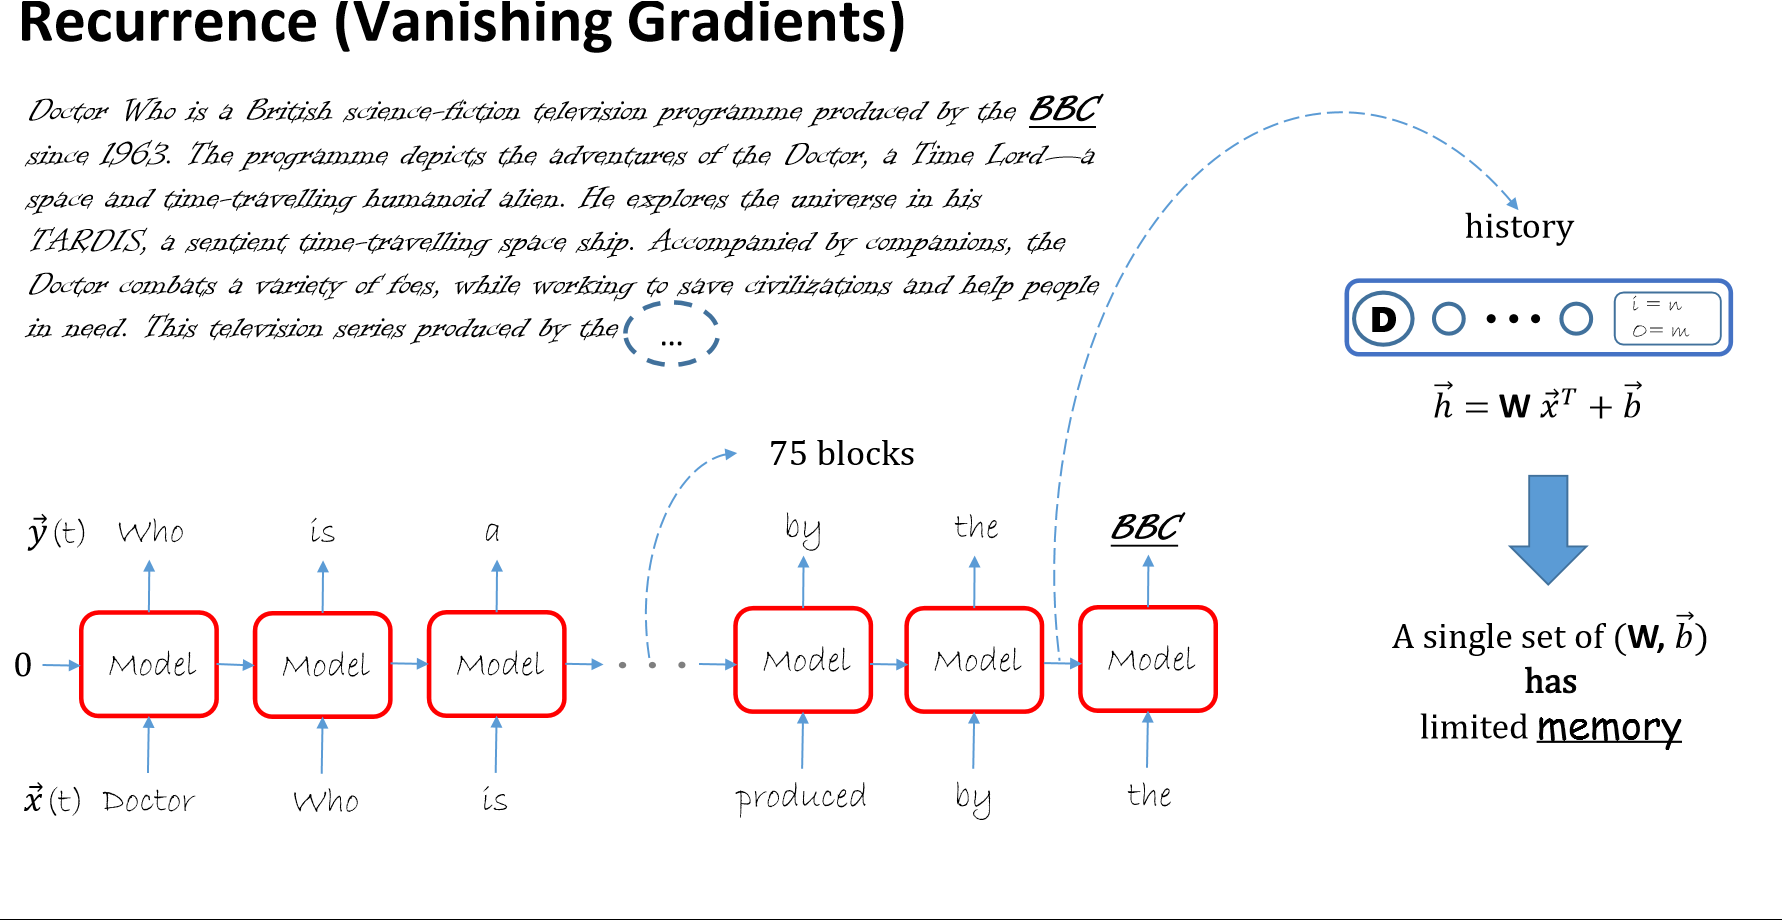 Recurrence (Vanishing Gradients)
Doctor Who is a British science-fiction television programme produced by the BBC
since 1963. The programme depicts the adventures of the Doctor, a Time Lord—a
space and time-travelling humanoid alien. He explores the universe in his
TARDIS, a sentient time-travelling space ship. Accompanied by companions, the
Doctor combats a variety of foes, while working to save civilizations and help people
in need. This television series produced by the ...
history
D ... i = n
o = m
h⃗ = W x⃗ᵀ + b⃗
75 blocks
y⃗ (t) Who is a by the BBC
0 Model Model Model . . . Model Model Model
x⃗ (t) Doctor Who is produced by the
A single set of (W, b⃗)
has
limited memory